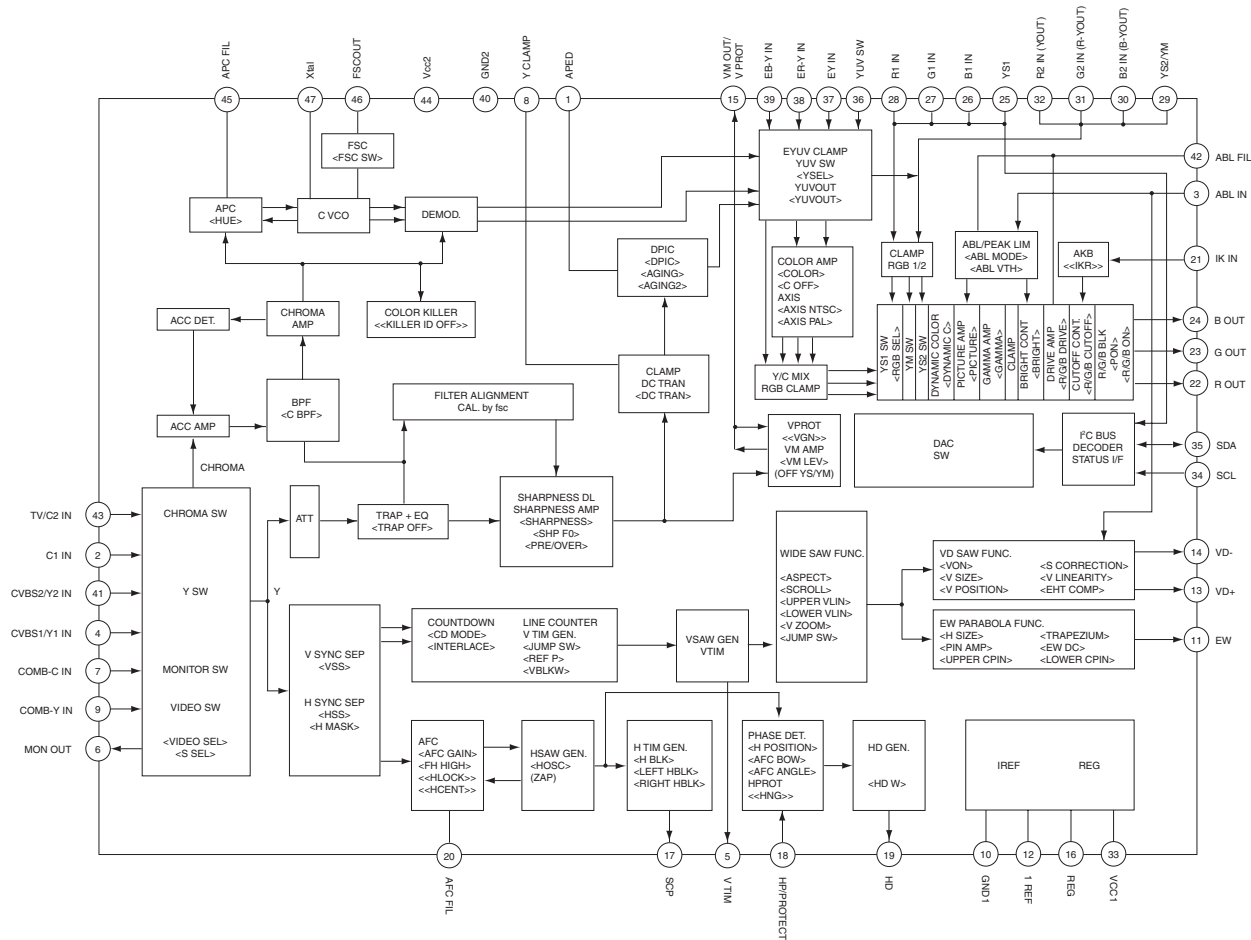 APC FIL
Xtal
FSCOUT
Vcc2
GND2
Y CLAMP
APED
VM OUT/
V PROT
EB-Y IN
ER-Y IN
EY IN
YUV SW
R1 IN
G1 IN
B1 IN
YS1
R2 IN (YOUT)
G2 IN (R-YOUT)
B2 IN (B-YOUT)
YS2/YM
45
47
46
44
40
8
1
15
39
38
37
36
28
27
26
25
32
31
30
29
FSC
<FSC SW>
APC
<HUE>
C VCO
DEMOD.
EYUV CLAMP
YUV SW
<YSEL>
YUVOUT
<YUVOUT>
42
ABL FIL
3
ABL IN
21
IK IN
24
B OUT
23
G OUT
22
R OUT
35
SDA
34
SCL
14
VD-
13
VD+
11
EW
DPIC
<DPIC>
<AGING>
<AGING2>
COLOR AMP
<COLOR>
<C OFF>
AXIS
<AXIS NTSC>
<AXIS PAL>
CLAMP
RGB 1/2
ABL/PEAK LIM
<ABL MODE>
<ABL VTH>
AKB
<<IKR>>
ACC DET.
CHROMA
AMP
COLOR KILLER
<<KILLER ID OFF>>
YS1 SW
<RGB SEL>
YM SW
YS2 SW
DYNAMIC COLOR
<DYNAMIC C>
PICTURE AMP
<PICTURE>
GAMMA AMP
<GAMMA>
CLAMP
BRIGHT CONT
<BRIGHT>
DRIVE AMP
<R/G/B DRIVE>
CUTOFF CONT.
<R/G/B CUTOFF>
R/G/B BLK
<PON>
<R/G/B ON>
CLAMP
DC TRAN
<DC TRAN>
Y/C MIX
RGB CLAMP
BPF
<C BPF>
ACC AMP
FILTER ALIGNMENT
CAL. by fsc
VPROT
<<VGN>>
VM AMP
<VM LEV>
(OFF YS/YM)
DAC
SW
I²C BUS
DECODER
STATUS I/F
CHROMA
TV/C2 IN
43
C1 IN
2
CVBS2/Y2 IN
41
CVBS1/Y1 IN
4
COMB-C IN
7
COMB-Y IN
9
MON OUT
6
CHROMA SW
Y SW
MONITOR SW
VIDEO SW
<VIDEO SEL>
<S SEL>
Y
ATT
TRAP + EQ
<TRAP OFF>
SHARPNESS DL
SHARPNESS AMP
<SHARPNESS>
<SHP F0>
<PRE/OVER>
V SYNC SEP
<VSS>
H SYNC SEP
<HSS>
<H MASK>
COUNTDOWN
<CD MODE>
<INTERLACE>
LINE COUNTER
V TIM GEN.
<JUMP SW>
<REF P>
<VBLKW>
VSAW GEN
VTIM
WIDE SAW FUNC.
<ASPECT>
<SCROLL>
<UPPER VLIN>
<LOWER VLIN>
<V ZOOM>
<JUMP SW>
VD SAW FUNC.
<VON>
<V SIZE>
<V POSITION>
<S CORRECTION>
<V LINEARITY>
<EHT COMP>
EW PARABOLA FUNC.
<H SIZE>
<PIN AMP>
<UPPER CPIN>
<TRAPEZIUM>
<EW DC>
<LOWER CPIN>
AFC
<AFC GAIN>
<FH HIGH>
<<HLOCK>>
<<HCENT>>
HSAW GEN.
<HOSC>
(ZAP)
H TIM GEN.
<H BLK>
<LEFT HBLK>
<RIGHT HBLK>
PHASE DET.
<H POSITION>
<AFC BOW>
<AFC ANGLE>
HPROT
<<HNG>>
HD GEN.
<HD W>
IREF
REG
20
17
5
18
19
10
12
16
33
AFC FIL
SCP
V TIM
HP/PROTECT
HD
GND1
1 REF
REG
VCC1